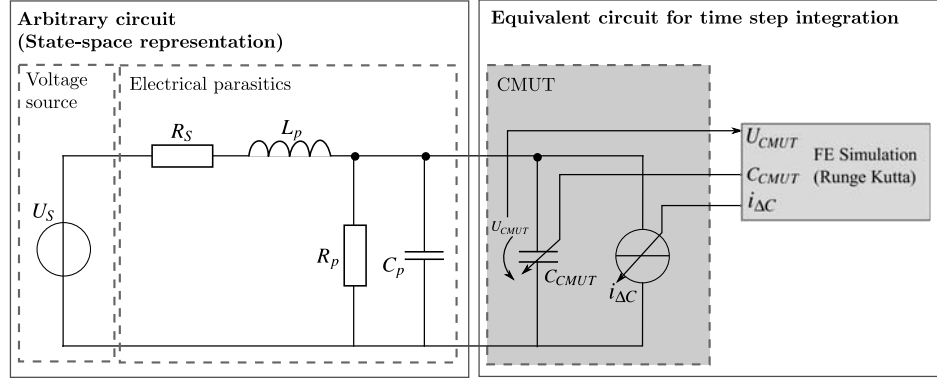 Arbitrary circuit
(State-space representation)
Equivalent circuit for time step integration
Voltage
source
Electrical parasitics
CMUT
R_S
L_p
U_S
R_p
C_p
U_CMUT
C_CMUT
i_ΔC
U_CMUT
FE Simulation
C_CMUT
(Runge Kutta)
i_ΔC